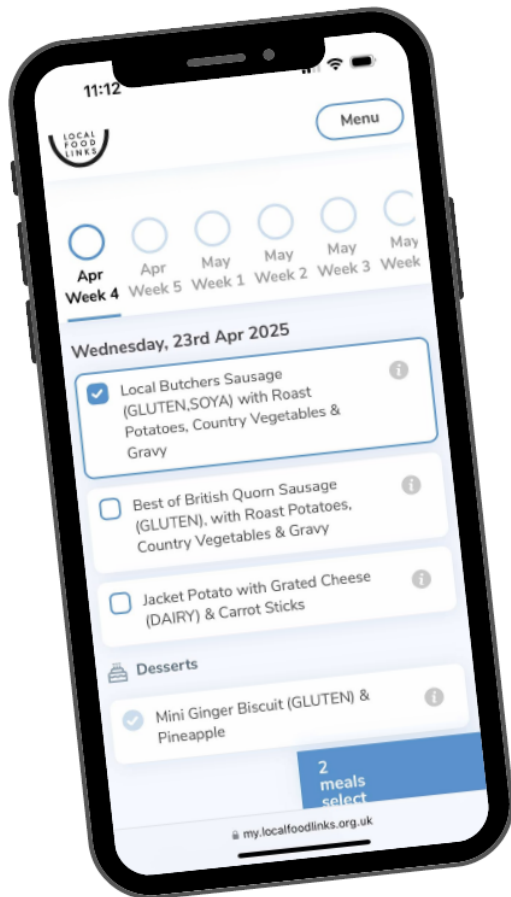 11:12
LOCAL
FOOD
LINKS
Menu
Apr
Week 4
Apr
Week 5
May
Week 1
May
Week 2
May
Week 3
May
Week
Wednesday, 23rd Apr 2025
Local Butchers Sausage
(GLUTEN,SOYA) with Roast
Potatoes, Country Vegetables &
Gravy
Best of British Quorn Sausage
(GLUTEN), with Roast Potatoes,
Country Vegetables & Gravy
Jacket Potato with Grated Cheese
(DAIRY) & Carrot Sticks
Desserts
Mini Ginger Biscuit (GLUTEN) &
Pineapple
2
meals
select
my.localfoodlinks.org.uk